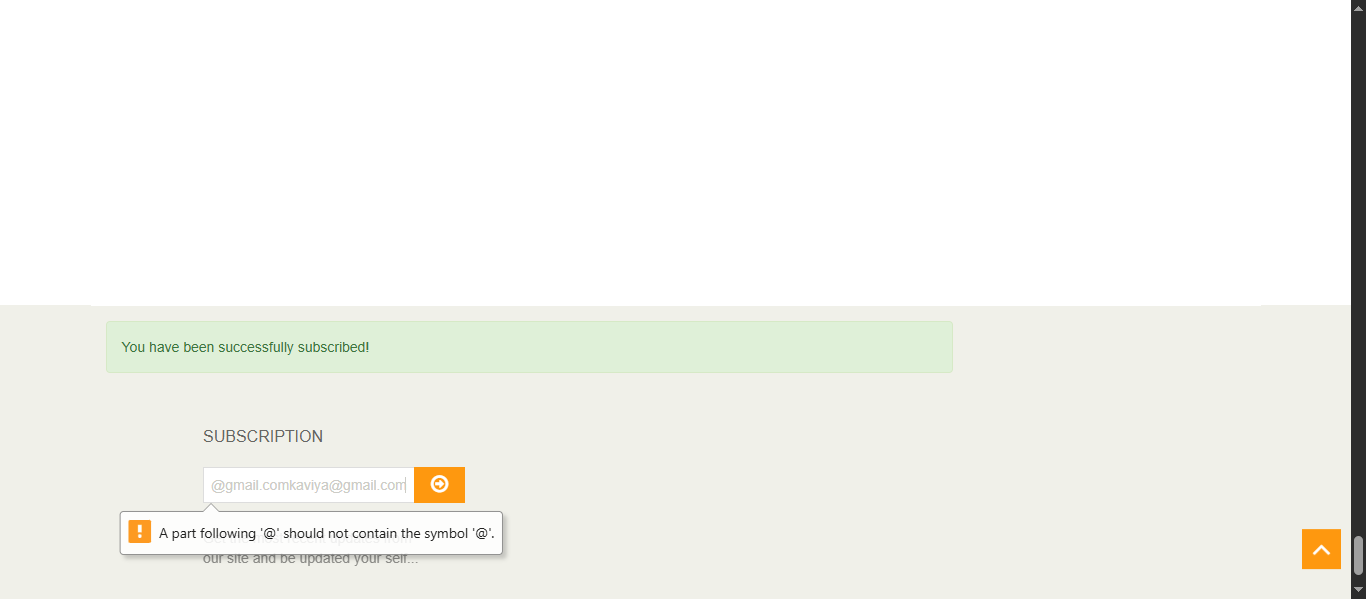 You have been successfully subscribed!
SUBSCRIPTION
@gmail.comkaviya@gmail.com
A part following '@' should not contain the symbol '@'.
our site and be updated your self...